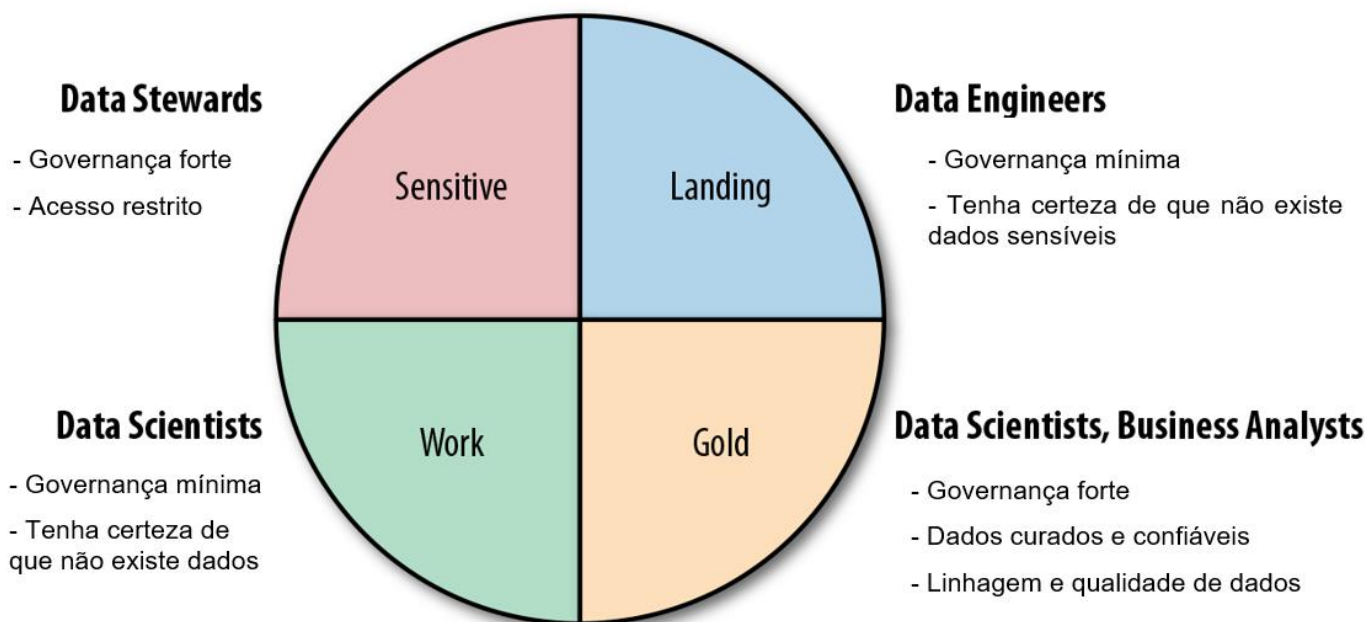 Data Stewards
- Governança forte
- Acesso restrito
Sensitive
Landing
Data Engineers
- Governança mínima
- Tenha certeza de que não existe
dados sensíveis
Data Scientists
- Governança mínima
- Tenha certeza de
que não existe dados
Work
Gold
Data Scientists, Business Analysts
- Governança forte
- Dados curados e confiáveis
- Linhagem e qualidade de dados